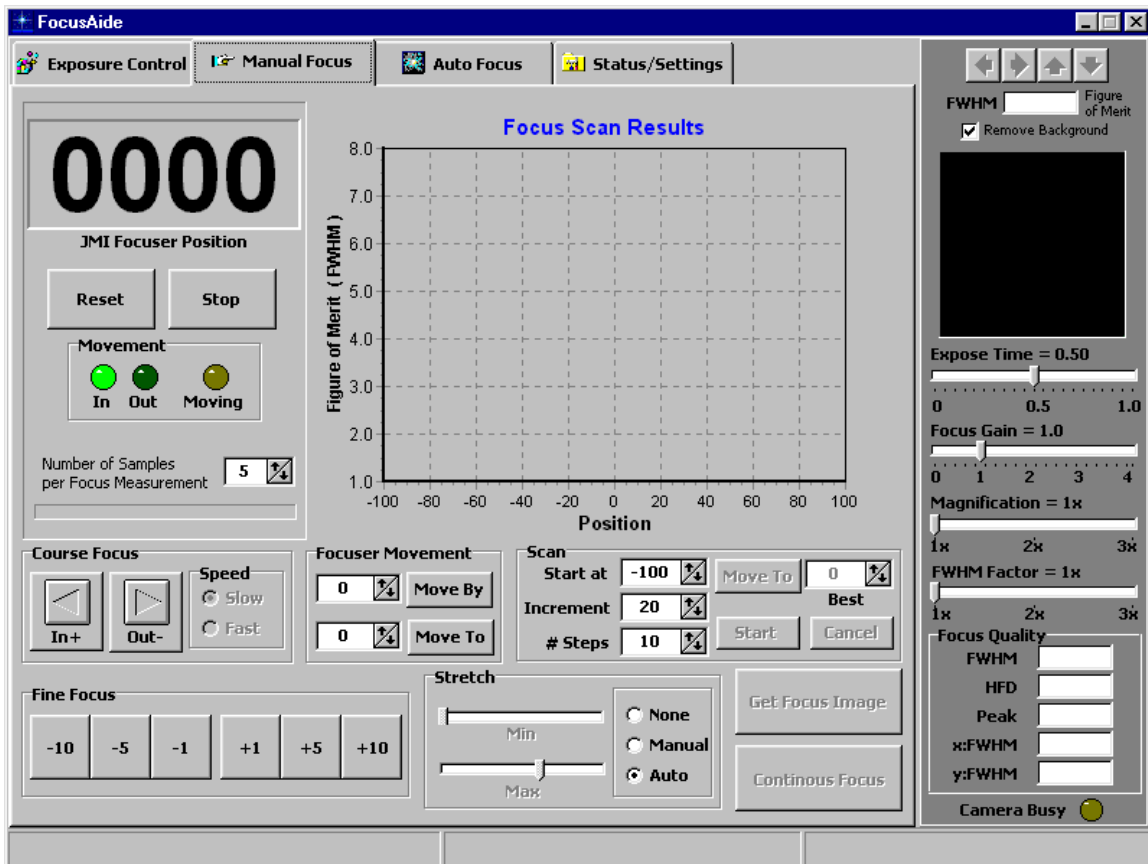 FocusAide
Exposure Control
Manual Focus
Auto Focus
Status/Settings
0000
JMI Focuser Position
Reset
Stop
Movement
In
Out
Moving
Number of Samples
per Focus Measurement
5
Focus Scan Results
Figure of Merit ( FWHM )
8.0
7.0
6.0
5.0
4.0
3.0
2.0
1.0
-100 -80 -60 -40 -20 0 20 40 60 80 100
Position
Course Focus
In+
Out-
Speed
Slow
Fast
Focuser Movement
0
Move By
0
Move To
Scan
Start at -100
Increment 20
# Steps 10
Move To
0
Best
Start
Cancel
Fine Focus
-10 -5 -1 +1 +5 +10
Stretch
Min
Max
None
Manual
Auto
Get Focus Image
Continous Focus
FWHM
Figure
of Merit
Remove Background
Expose Time = 0.50
0 0.5 1.0
Focus Gain = 1.0
0 1 2 3 4
Magnification = 1x
1x 2x 3x
FWHM Factor = 1x
1x 2x 3x
Focus Quality
FWHM
HFD
Peak
x:FWHM
y:FWHM
Camera Busy